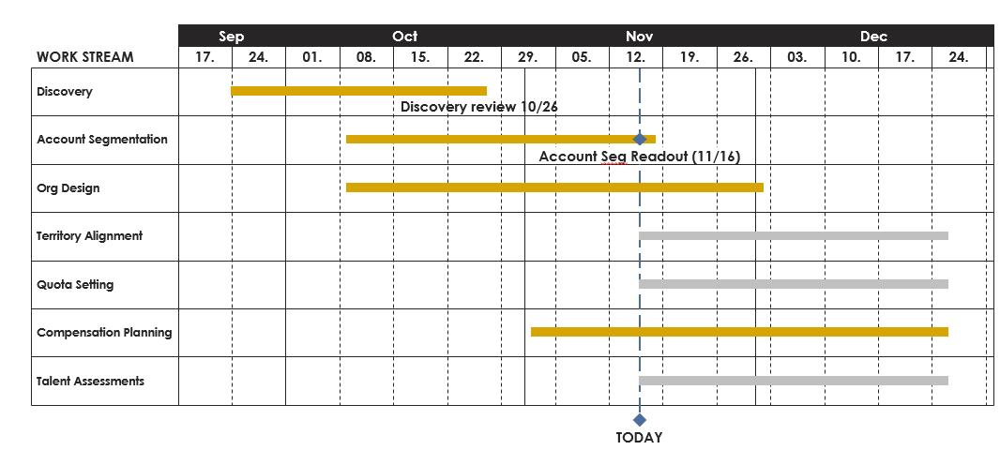 Sep Oct Nov Dec
WORK STREAM 17. 24. 01. 08. 15. 22. 29. 05. 12. 19. 26. 03. 10. 17. 24.
Discovery
Discovery review 10/26
Account Segmentation
Account Seg Readout (11/16)
Org Design
Territory Alignment
Quota Setting
Compensation Planning
Talent Assessments
TODAY